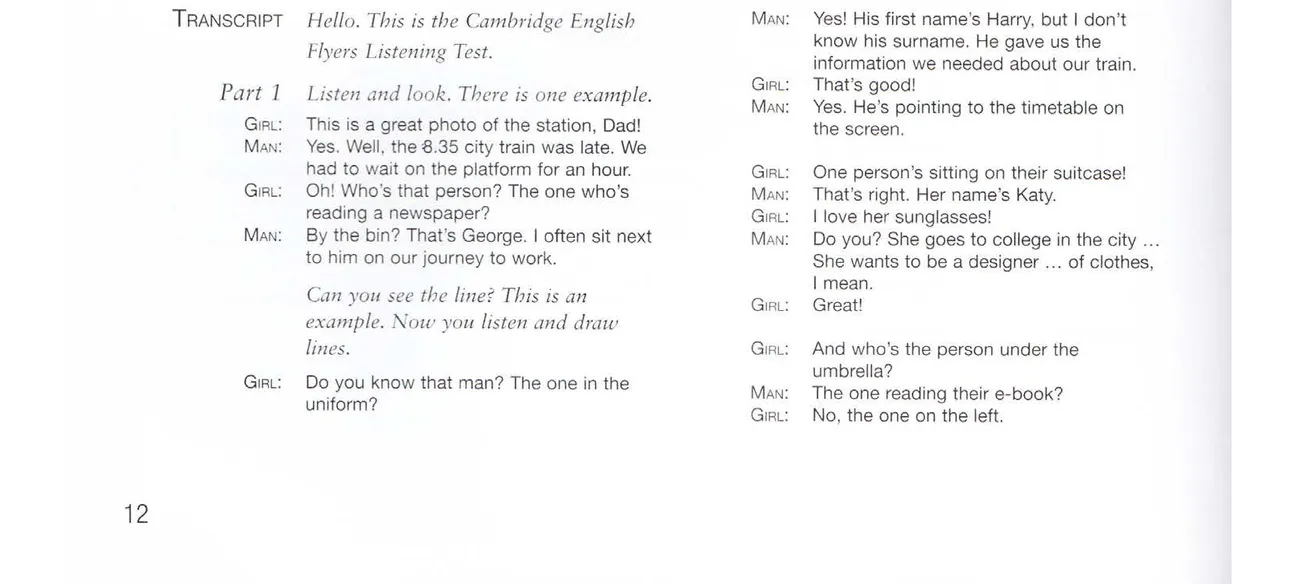 TRANSCRIPT Hello. This is the Cambridge English
Flyers Listening Test.
Part 1 Listen and look. There is one example.
GIRL: This is a great photo of the station, Dad!
MAN: Yes. Well, the 8.35 city train was late. We
had to wait on the platform for an hour.
GIRL: Oh! Who's that person? The one who's
reading a newspaper?
MAN: By the bin? That's George. I often sit next
to him on our journey to work.
Can you see the line? This is an
example. Now you listen and draw
lines.
GIRL: Do you know that man? The one in the
uniform?
MAN: Yes! His first name's Harry, but I don't
know his surname. He gave us the
information we needed about our train.
GIRL: That's good!
MAN: Yes. He's pointing to the timetable on
the screen.
GIRL: One person's sitting on their suitcase!
MAN: That's right. Her name's Katy.
GIRL: I love her sunglasses!
MAN: Do you? She goes to college in the city ...
She wants to be a designer ... of clothes,
I mean.
GIRL: Great!
GIRL: And who's the person under the
umbrella?
MAN: The one reading their e-book?
GIRL: No, the one on the left.
12